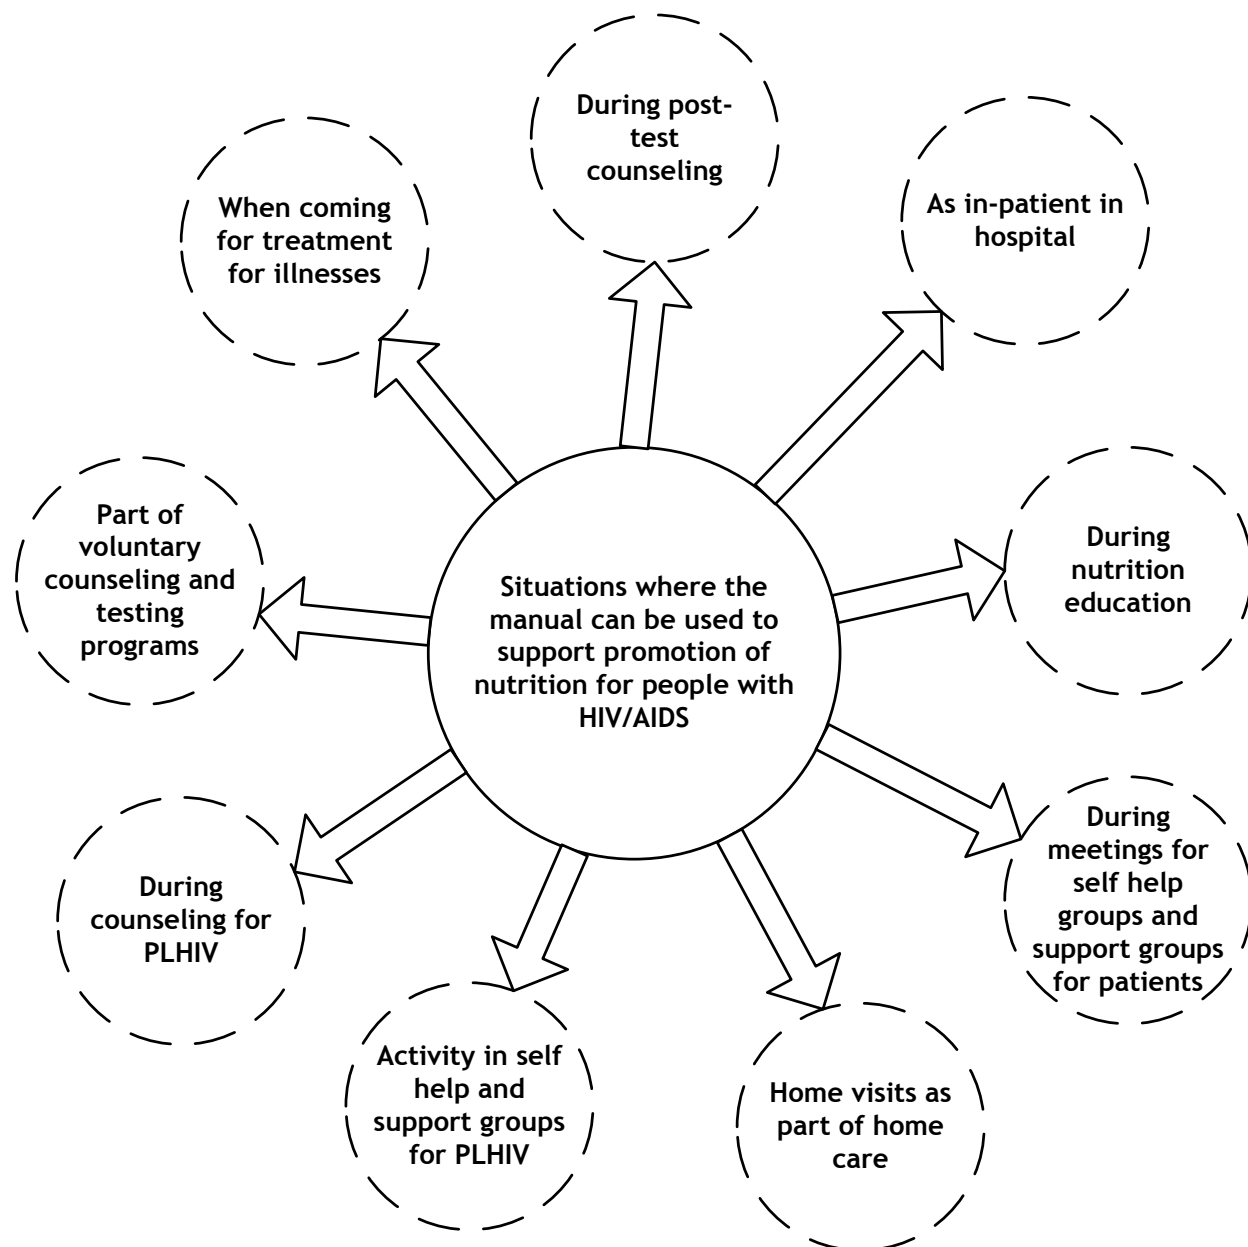 During post-
test
counseling
As in-patient in
hospital
When coming
for treatment
for illnesses
Part of
voluntary
counseling and
testing
programs
During
nutrition
education
Situations where the
manual can be used to
support promotion of
nutrition for people with
HIV/AIDS
During
meetings for
self help
groups and
support groups
for patients
During
counseling for
PLHIV
Activity in self
help and
support groups
for PLHIV
Home visits as
part of home
care